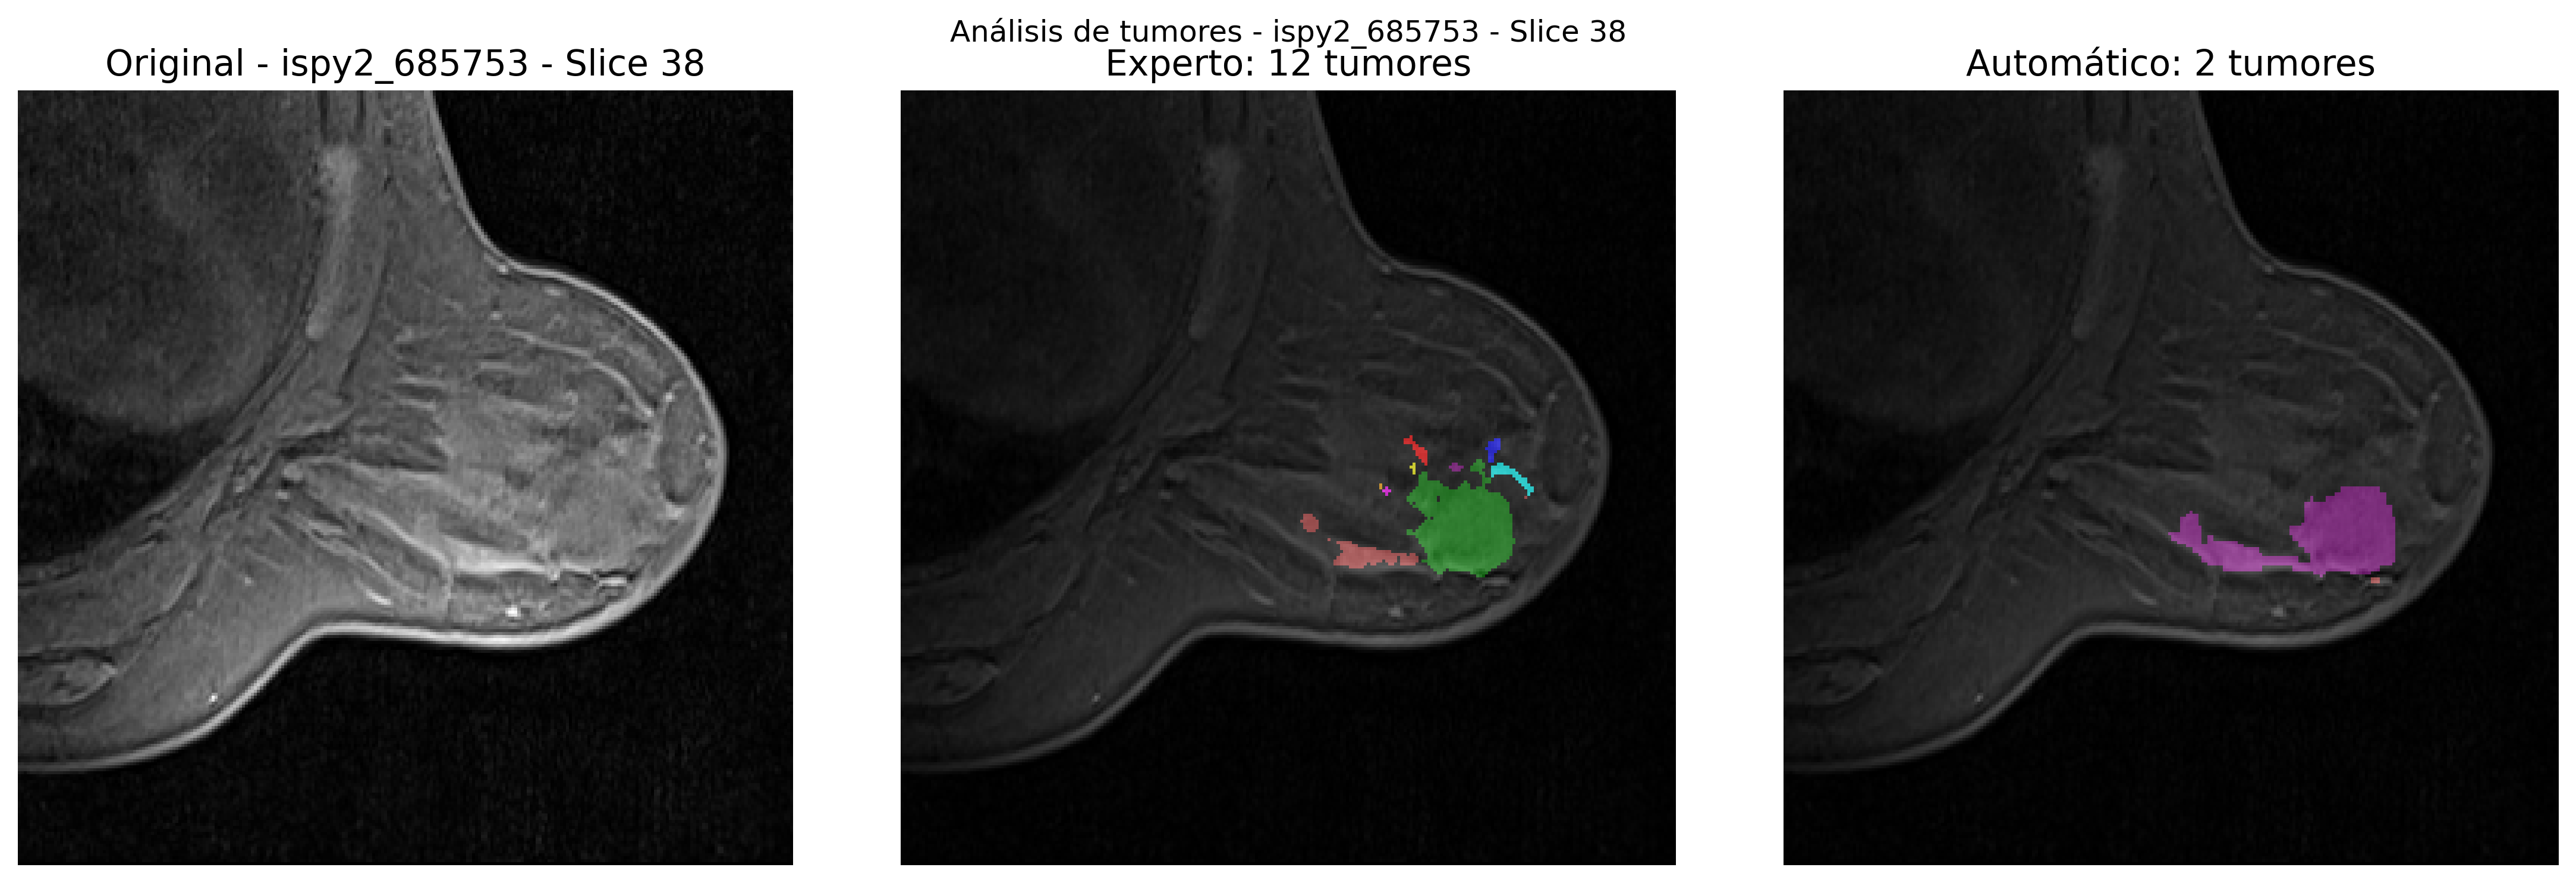 Análisis de tumores - ispy2_685753 - Slice 38
Original - ispy2_685753 - Slice 38
Experto: 12 tumores
Automático: 2 tumores